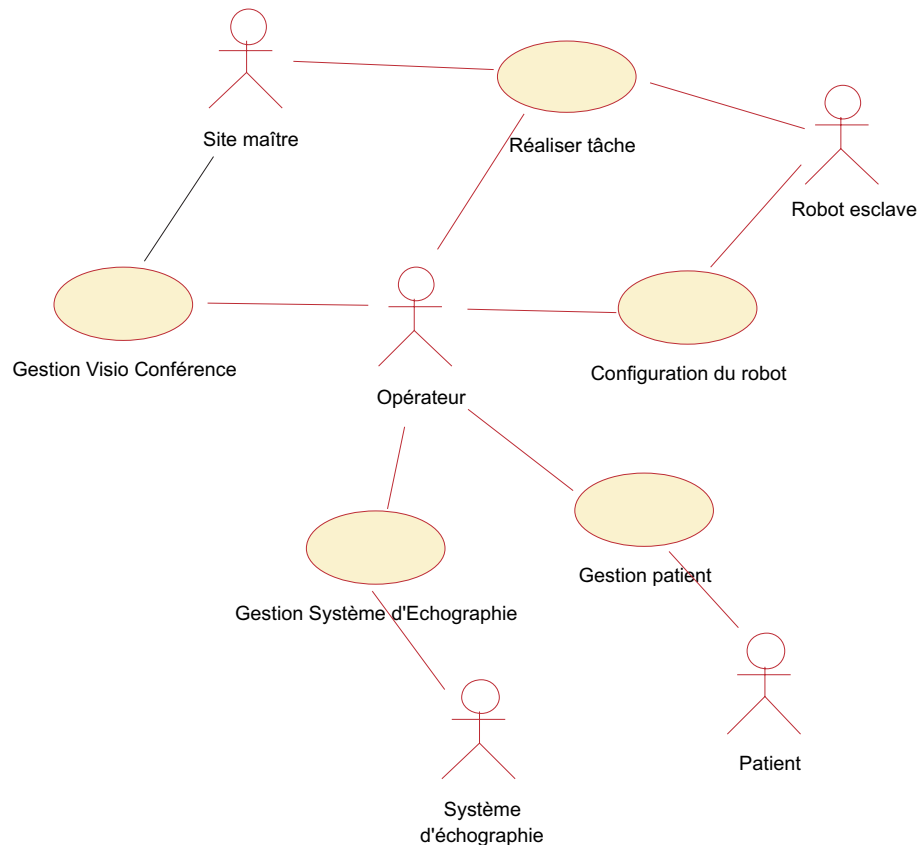 Site maître
Réaliser tâche
Robot esclave
Gestion Visio Conférence
Opérateur
Configuration du robot
Gestion patient
Gestion Système d'Echographie
Patient
Système
d'échographie